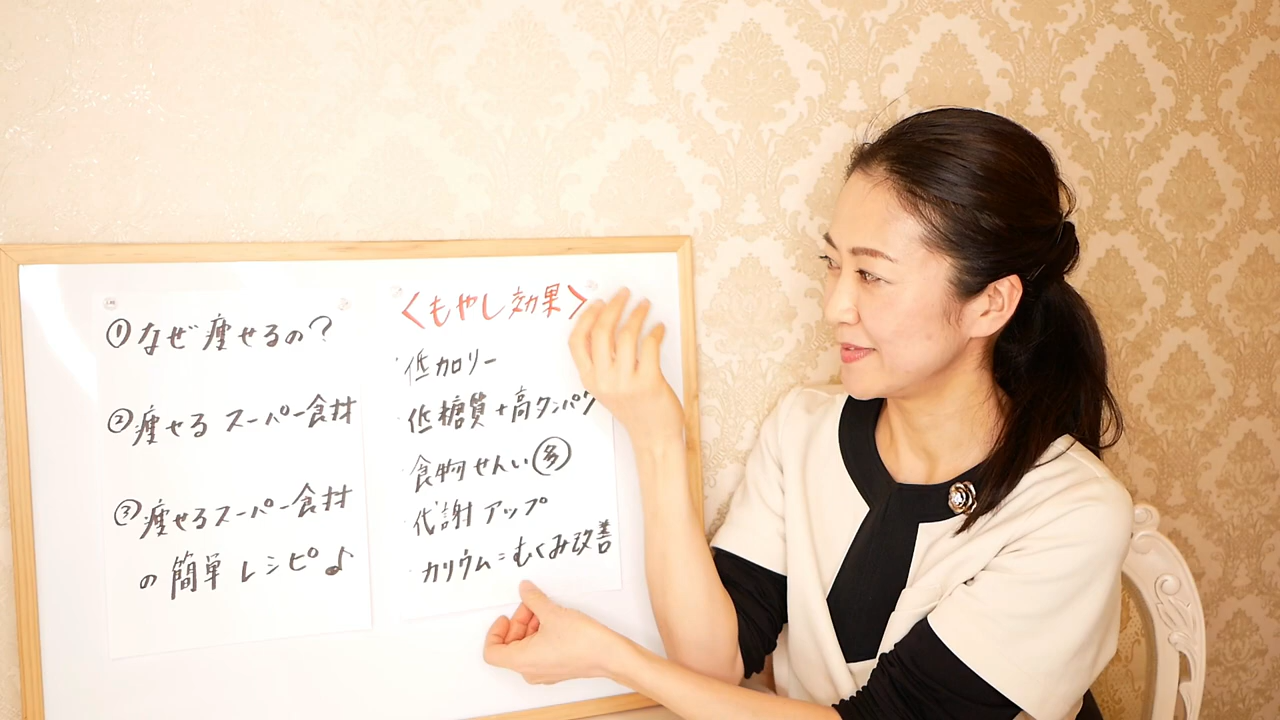 ①なぜ痩せるの?
②痩せるスーパー食材
③痩せるスーパー食材
の簡単レシピ♪
<もやし効果>
・低カロリー
・低糖質+高タンパク
・食物せんい多
・代謝アップ
・カリウム=むくみ改善